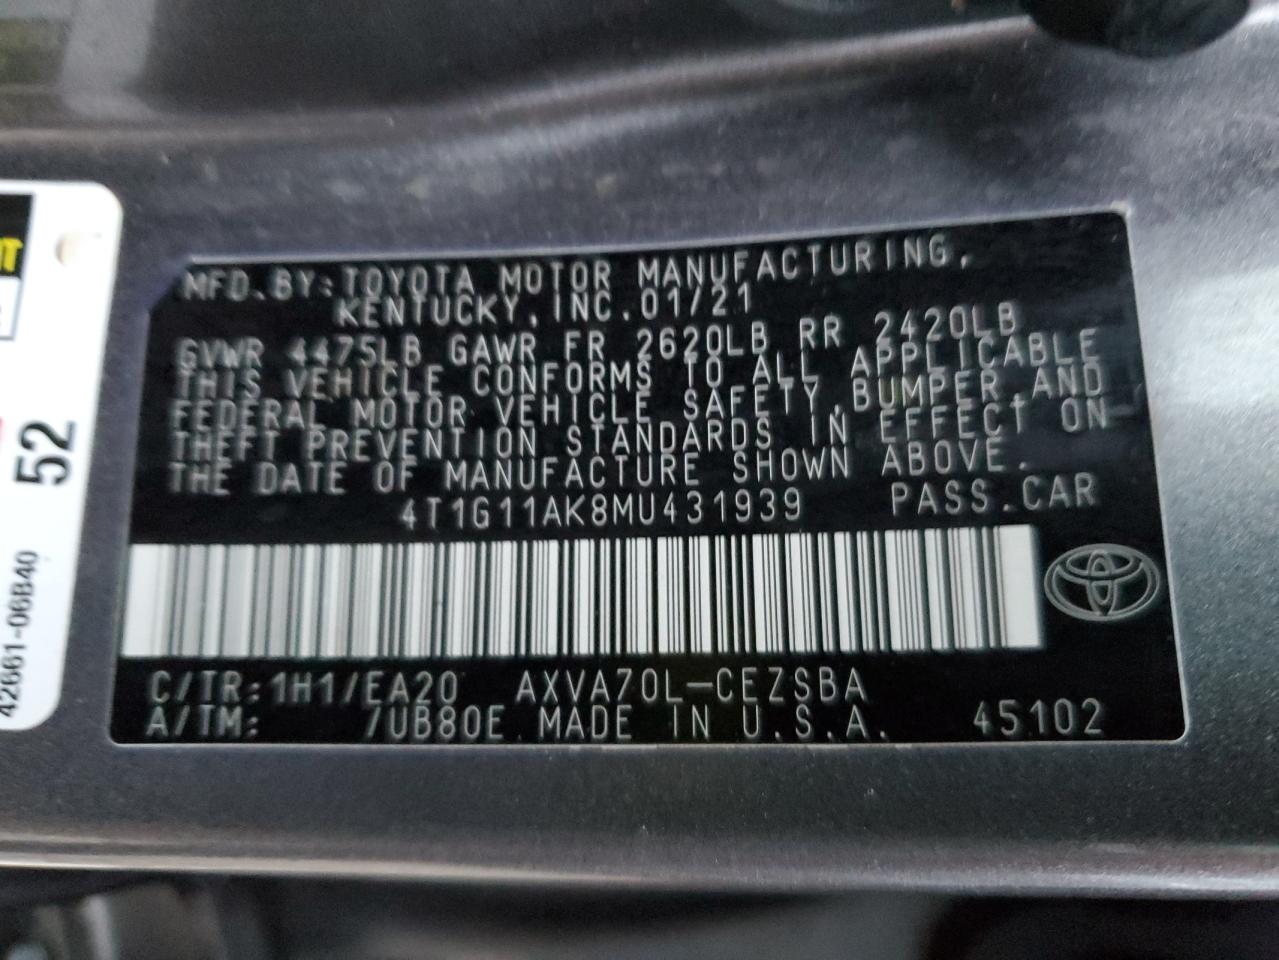 MFD.BY:TOYOTA MOTOR MANUFACTURING,
KENTUCKY,INC.01/21
GVWR 4475LB GAWR FR 2620LB RR 2420LB
THIS VEHICLE CONFORMS TO ALL APPLICABLE
FEDERAL MOTOR VEHICLE SAFETY,BUMPER,AND
THEFT PREVENTION STANDARDS IN EFFECT ON
THE DATE OF MANUFACTURE SHOWN ABOVE.
4T1G11AK8MU431939 PASS.CAR
C/TR:1H1/EA20 AXVA70L-CEZSBA
A/TM: /UB80E MADE IN U.S.A. 45102
52
42661-06B40